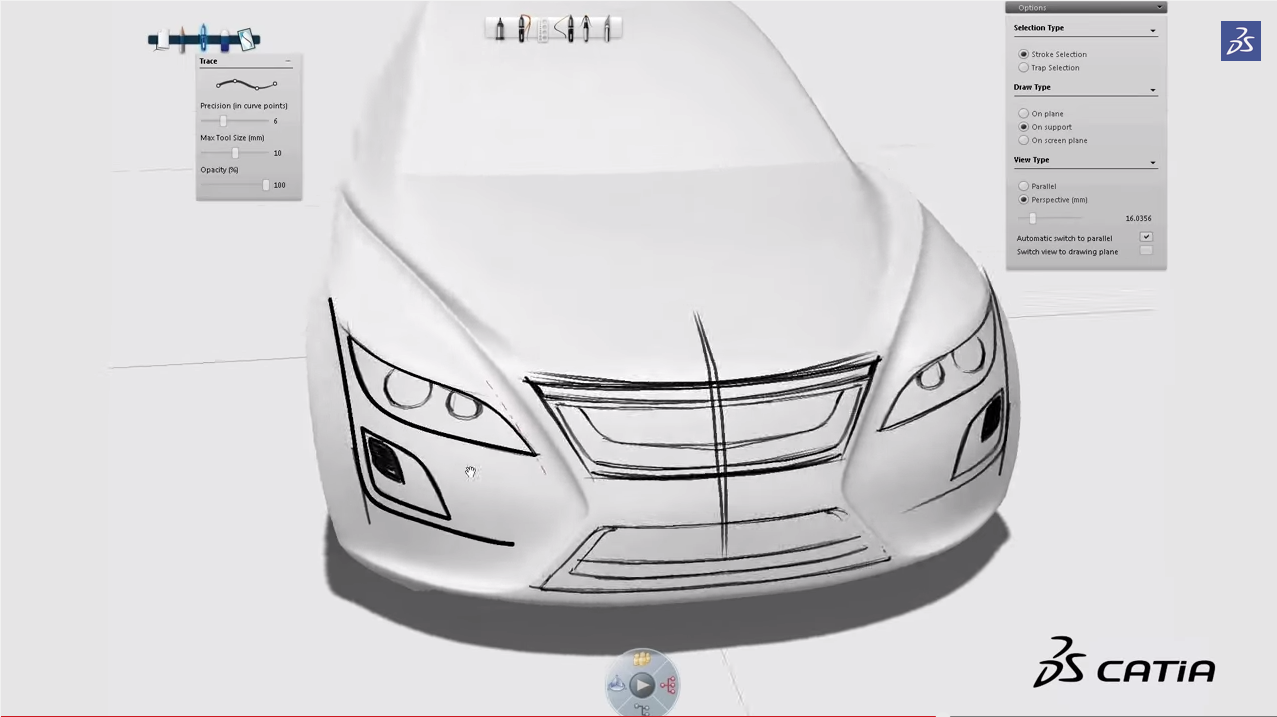 Options
Selection Type
Stroke Selection
Trap Selection
Draw Type
On plane
On support
On screen plane
View Type
Parallel
Perspective (mm)
16.0356
Automatic switch to parallel
Switch view to drawing plane
Trace
Precision (in curve points)
6
Max Tool Size (mm)
10
Opacity (%)
100
CATIA